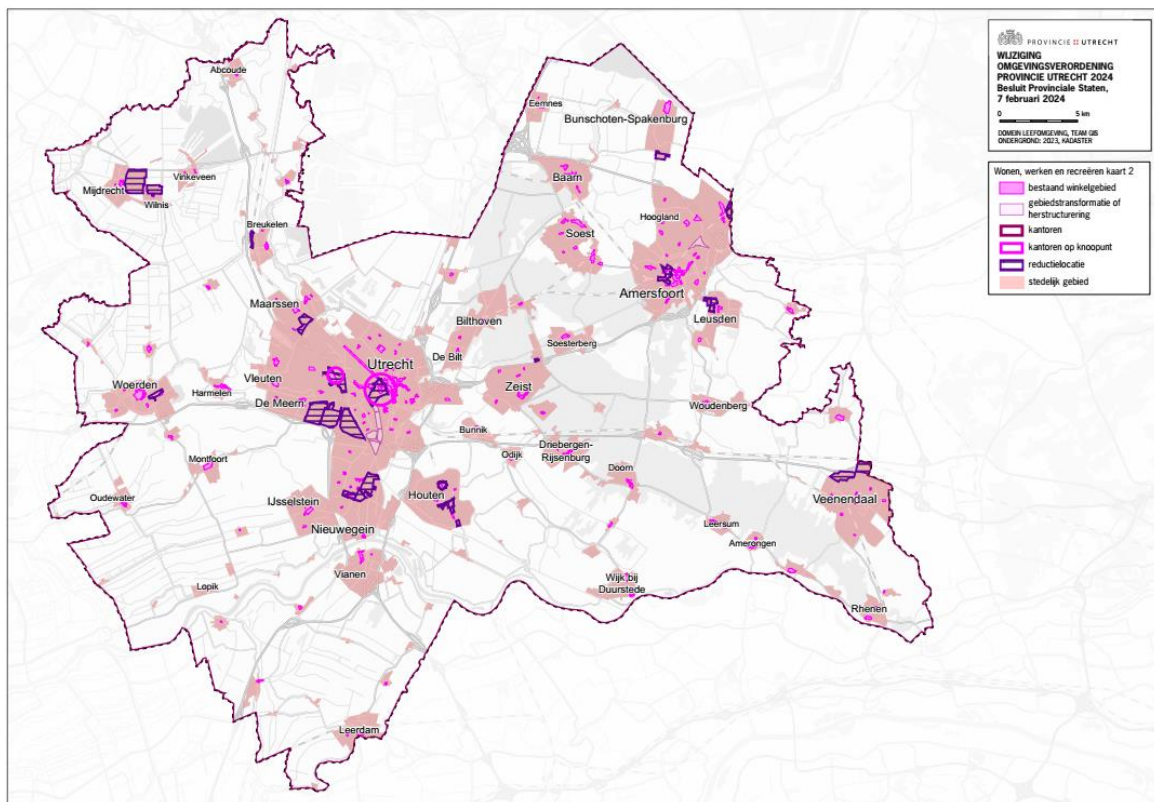 PROVINCIE UTRECHT
WIJZIGING
OMGEVINGSVERORDENING
PROVINCIE UTRECHT 2024
Besluit Provinciale Staten,
7 februari 2024
0 5 km
DOMEIN LEEFOMGEVING, TEAM GIS
ONDERGROND: 2023, KADASTER
Wonen, werken en recreëren kaart 2
bestaand winkelgebied
gebiedstransformatie of
herstructurering
kantoren
kantoren op knooppunt
reductielocatie
stedelijk gebied
Abcoude
Eemnes
Bunschoten-Spakenburg
Mijdrecht
Vinkeveen
Wilnis
Baarn
Hoogland
Breukelen
Soest
Maarssen
Amersfoort
Leusden
Bilthoven
Soesterberg
De Bilt
Utrecht
Vleuten
Woerden
Harmelen
Zeist
De Meern
Woudenberg
Bunnik
Driebergen-
Rijsenburg
Odijk
Montfoort
Doorn
Oudewater
IJsselstein
Houten
Veenendaal
Nieuwegein
Leersum
Amerongen
Vianen
Lopik
Wijk bij
Duurstede
Rhenen
Leerdam